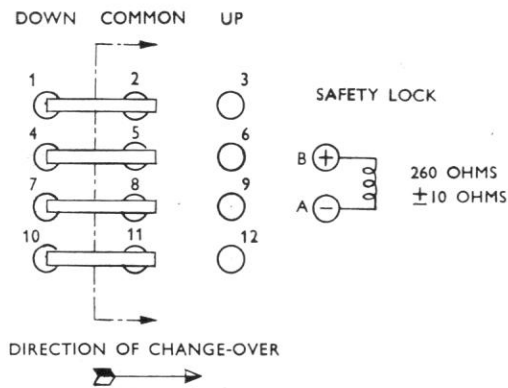 DOWN COMMON UP
1 2 3
4 5 6
7 8 9
10 11 12
SAFETY LOCK
B +
A −
260 OHMS
±10 OHMS
DIRECTION OF CHANGE-OVER